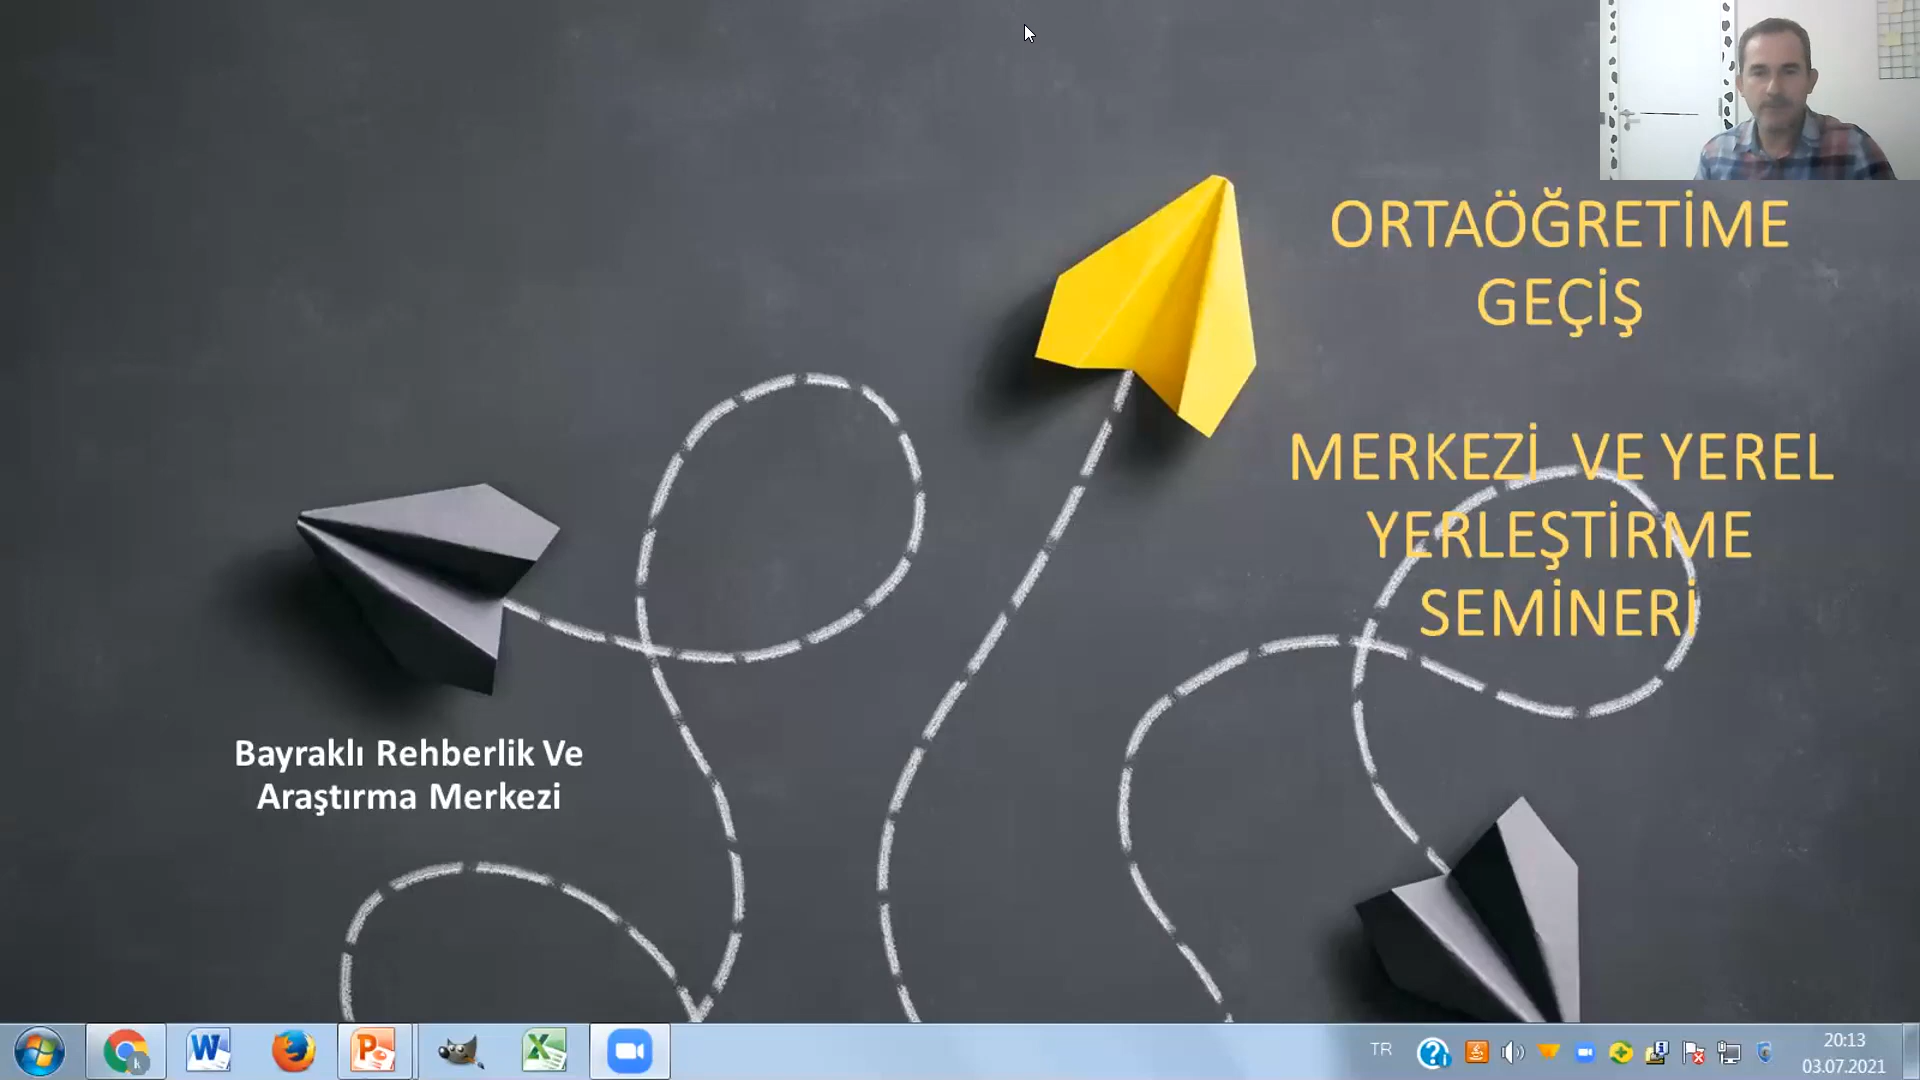 ORTAÖĞRETİME
GEÇİŞ
MERKEZİ VE YEREL
YERLEŞTİRME
SEMİNERİ
Bayraklı Rehberlik Ve
Araştırma Merkezi
TR
20:13
03.07.2021